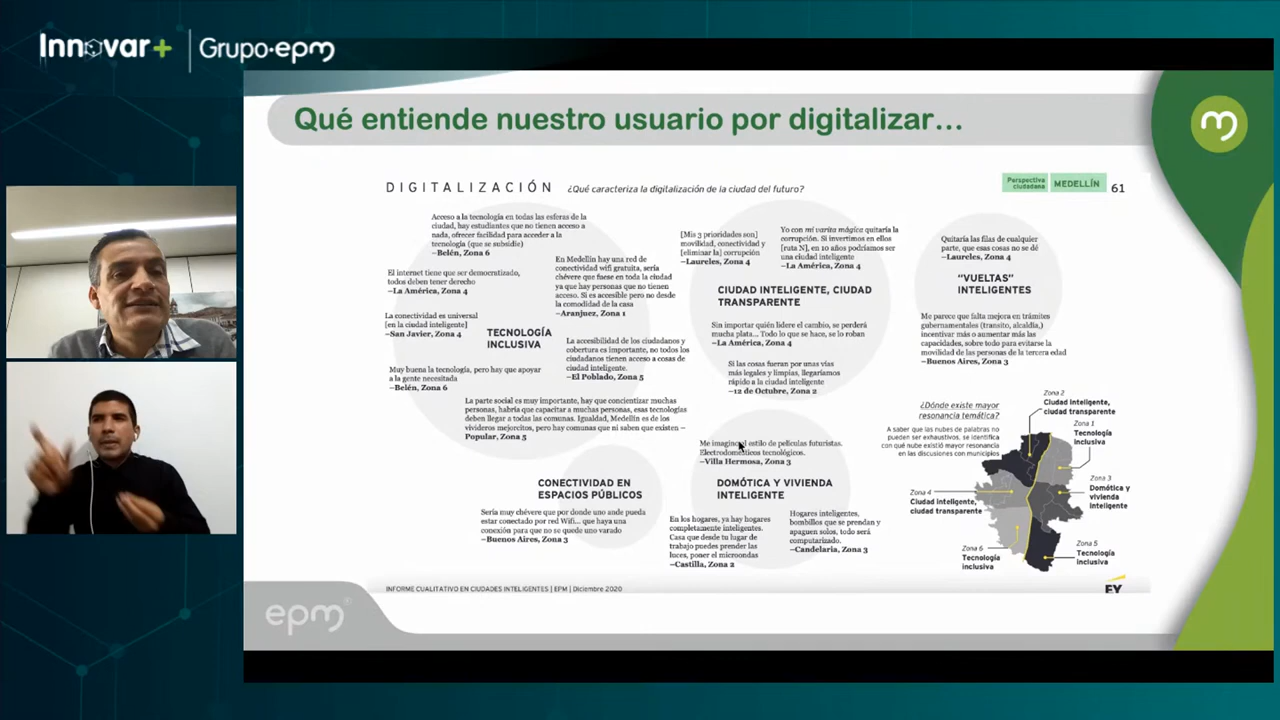 Innovar+
Grupo·epm
Qué entiende nuestro usuario por digitalizar...
DIGITALIZACIÓN
¿Qué caracteriza la digitalización de la ciudad del futuro?
Perspectiva
ciudadana
MEDELLÍN
61
Acceso a la tecnología en todas las esferas de la
ciudad, hay estudiantes que no tienen acceso a
nada, ofrecer facilidad para acceder a la
tecnología (que se subsidie)
–Belén, Zona 6
El internet tiene que ser democratizado,
todos deben tener derecho
–La América, Zona 4
La conectividad es universal
[en la ciudad inteligente]
–San Javier, Zona 4
TECNOLOGÍA
INCLUSIVA
Muy buena la tecnología, pero hay que apoyar
a la gente necesitada
–Belén, Zona 6
En Medellín hay una red de
conectividad wifi gratuita, sería
chévere que fuese en toda la ciudad
ya que hay personas que no tienen
acceso. Si es accesible pero no desde
la comodidad de la casa
–Aranjuez, Zona 1
La accesibilidad de los ciudadanos y
cobertura es importante, no todos los
ciudadanos tienen acceso a cosas de
ciudad inteligente.
–El Poblado, Zona 5
La parte social es muy importante, hay que concientizar muchas
personas, habría que capacitar a muchas personas, esas tecnologías
deben llegar a todas las comunas. Igualdad, Medellín es de los
vivideros mejorcitos, pero hay comunas que ni saben que existen –
Popular, Zona 5
[Mis 3 prioridades son]
movilidad, conectividad y
[eliminar la] corrupción
–Laureles, Zona 4
Yo con mi varita mágica quitaría la
corrupción. Si invertimos en ellos
[ruta N], en 10 años podríamos ser
una ciudad inteligente
–La América, Zona 4
CIUDAD INTELIGENTE, CIUDAD
TRANSPARENTE
Sin importar quién lidere el cambio, se perderá
mucha plata... Todo lo que se hace, se lo roban
–La América, Zona 4
Si las cosas fueran por unas vías
más legales y limpias, llegaríamos
rápido a la ciudad inteligente
–12 de Octubre, Zona 2
Quitaría las filas de cualquier
parte, que esas cosas no se dé
–Laureles, Zona 4
“VUELTAS”
INTELIGENTES
Me parece que falta mejora en trámites
gubernamentales (transito, alcaldía,)
incentivar más o aumentar más las
capacidades, sobre todo para evitarse la
movilidad de las personas de la tercera edad
–Buenos Aires, Zona 3
CONECTIVIDAD EN
ESPACIOS PÚBLICOS
Sería muy chévere que por donde uno ande pueda
estar conectado por red Wifi... que haya una
conexión para que no se quede uno varado
–Buenos Aires, Zona 3
Me imagino el estilo de películas futuristas.
Electrodomésticos tecnológicos.
–Villa Hermosa, Zona 3
DOMÓTICA Y VIVIENDA
INTELIGENTE
En los hogares, ya hay hogares
completamente inteligentes.
Casa que desde tu lugar de
trabajo puedes prender las
luces, poner el microondas
–Castilla, Zona 2
Hogares inteligentes,
bombillos que se prendan y
apaguen solos, todo será
computarizado.
–Candelaria, Zona 3
¿Dónde existe mayor
resonancia temática?
A saber que las nubes de palabras no
pueden ser exhaustivos, se identifica
con qué nube existió mayor resonancia
en las discusiones con municipios
Zona 2
Ciudad inteligente,
ciudad transparente
Zona 1
Tecnología
inclusiva
Zona 3
Domótica y
vivienda
inteligente
Zona 4
Ciudad inteligente,
ciudad transparente
Zona 5
Tecnología
inclusiva
Zona 6
Tecnología
inclusiva
INFORME CUALITATIVO EN CIUDADES INTELIGENTES | EPM | Diciembre 2020
EY
epm®